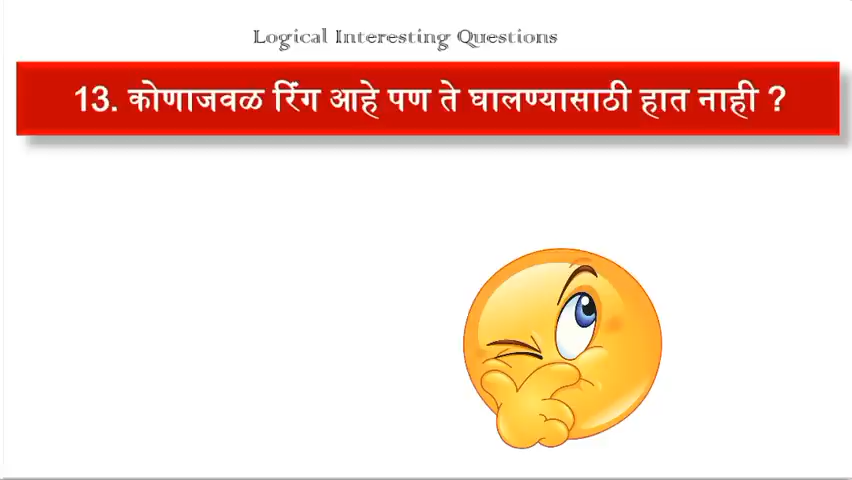 Logical Interesting Questions
13. कोणाजवळ रिंग आहे पण ते घालण्यासाठी हात नाही ?